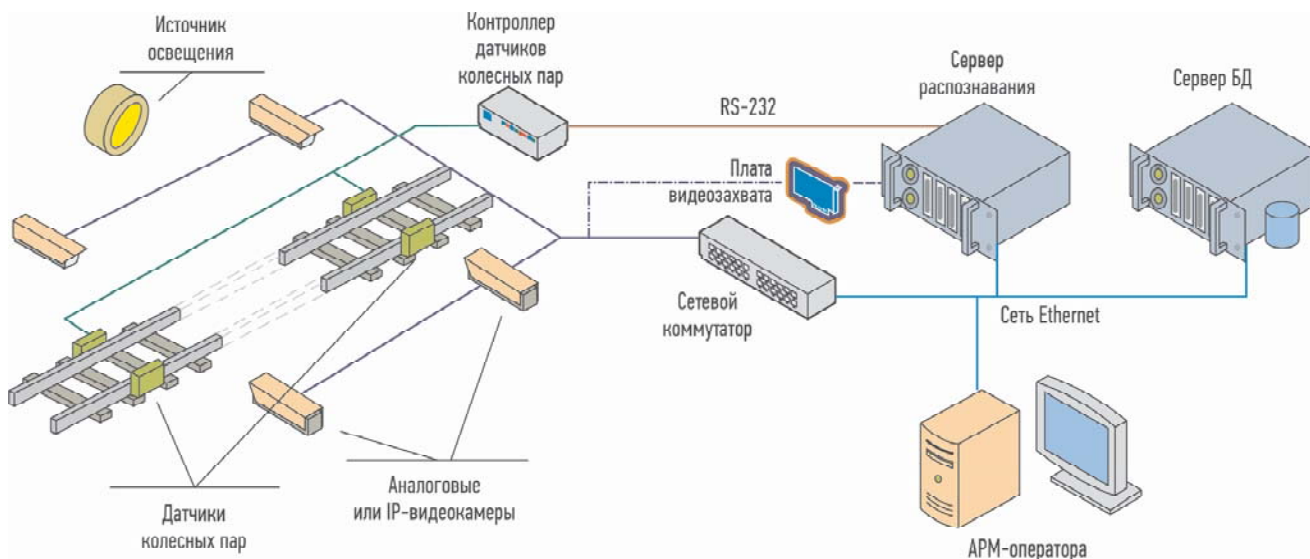 Источник
освещения
Контроллер
датчиков
колесных пар
Сервер
распознавания
Сервер БД
RS-232
Плата
видеозахвата
Сетевой
коммутатор
Сеть Ethernet
Датчики
колесных пар
Аналоговые
или IP-видеокамеры
АРМ-оператора